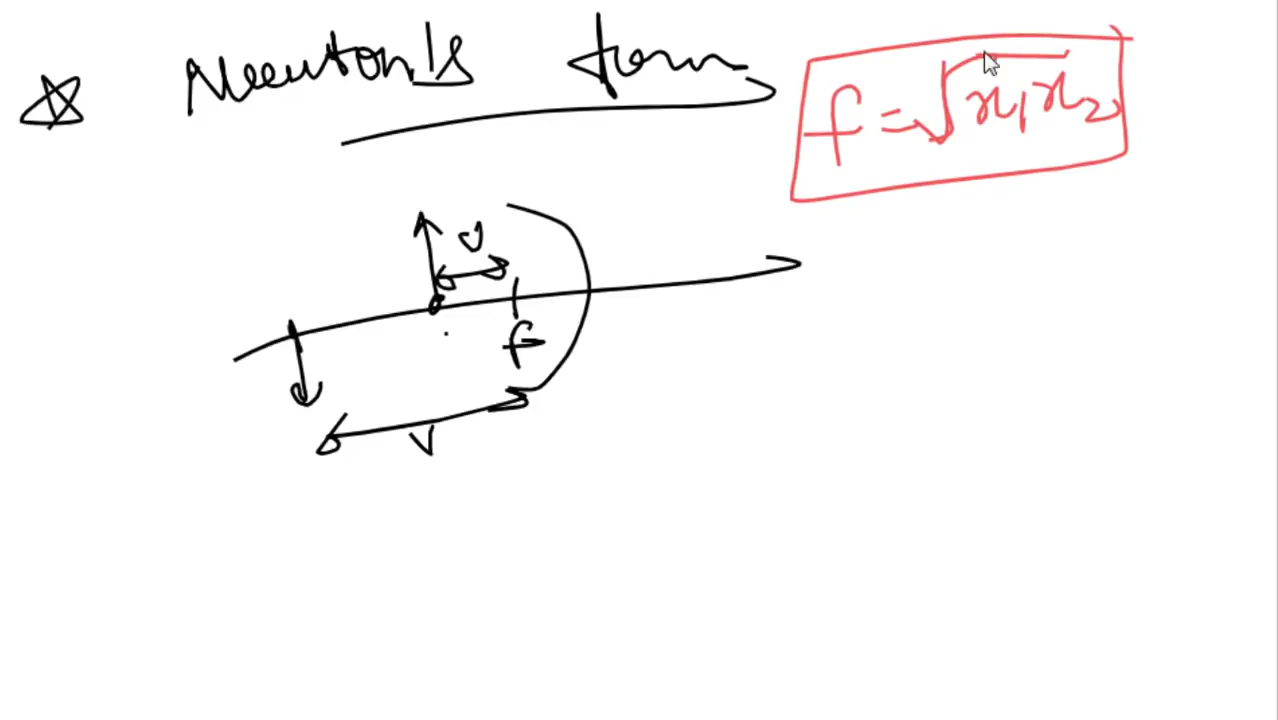 Newton's form
f = √x₁x₂
U
f
V